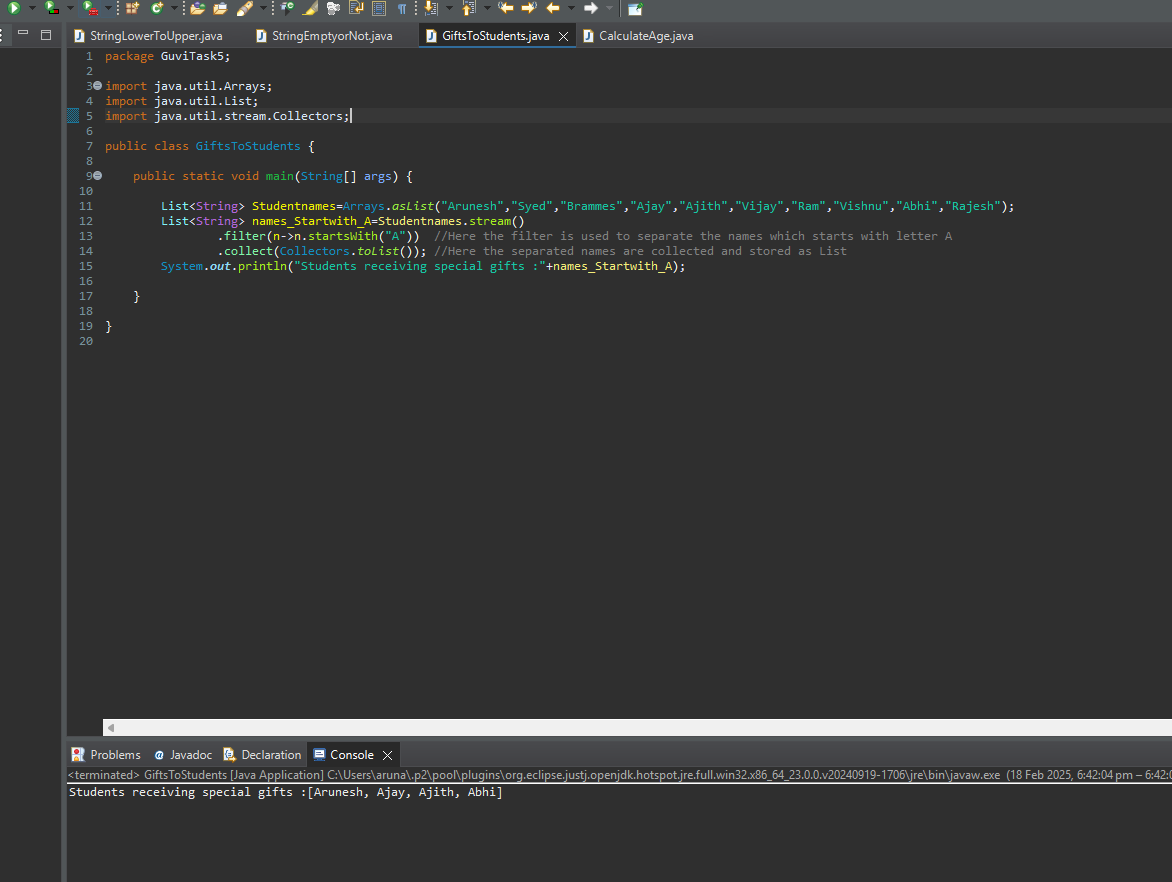 StringLowerToUpper.java StringEmptyorNot.java GiftsToStudents.java CalculateAge.java
1 package GuviTask5;
2
3 import java.util.Arrays;
4 import java.util.List;
5 import java.util.stream.Collectors;
6
7 public class GiftsToStudents {
8
9 public static void main(String[] args) {
10
11 List<String> Studentnames=Arrays.asList("Arunesh","Syed","Brammes","Ajay","Ajith","Vijay","Ram","Vishnu","Abhi","Rajesh");
12 List<String> names_Startwith_A=Studentnames.stream()
13 .filter(n->n.startsWith("A")) //Here the filter is used to separate the names which starts with letter A
14 .collect(Collectors.toList()); //Here the separated names are collected and stored as List
15 System.out.println("Students receiving special gifts :"+names_Startwith_A);
16
17 }
18
19 }
20
Problems @ Javadoc Declaration Console
<terminated> GiftsToStudents [Java Application] C:\Users\aruna\.p2\pool\plugins\org.eclipse.justj.openjdk.hotspot.jre.full.win32.x86_64_23.0.0.v20240919-1706\jre\bin\javaw.exe (18 Feb 2025, 6:42:04 pm – 6:42:0
Students receiving special gifts :[Arunesh, Ajay, Ajith, Abhi]